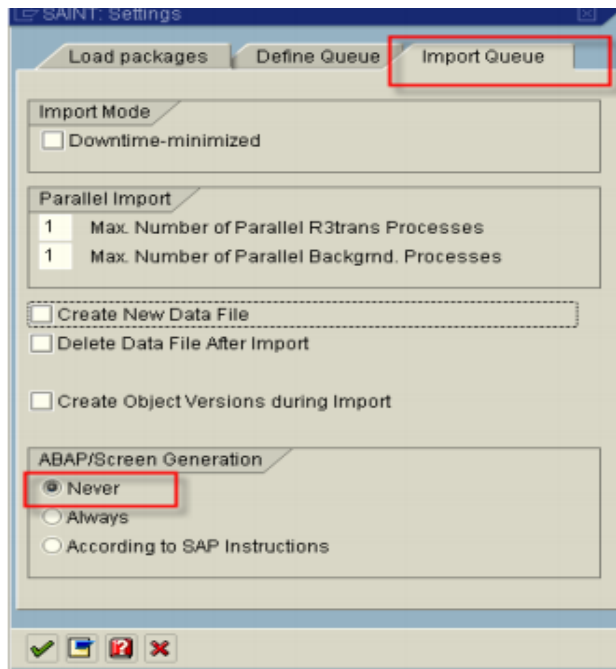 SAINT: Settings
Load packages Define Queue Import Queue
Import Mode
Downtime-minimized
Parallel Import
1 Max. Number of Parallel R3trans Processes
1 Max. Number of Parallel Backgrnd. Processes
Create New Data File
Delete Data File After Import
Create Object Versions during Import
ABAP/Screen Generation
Never
Always
According to SAP Instructions